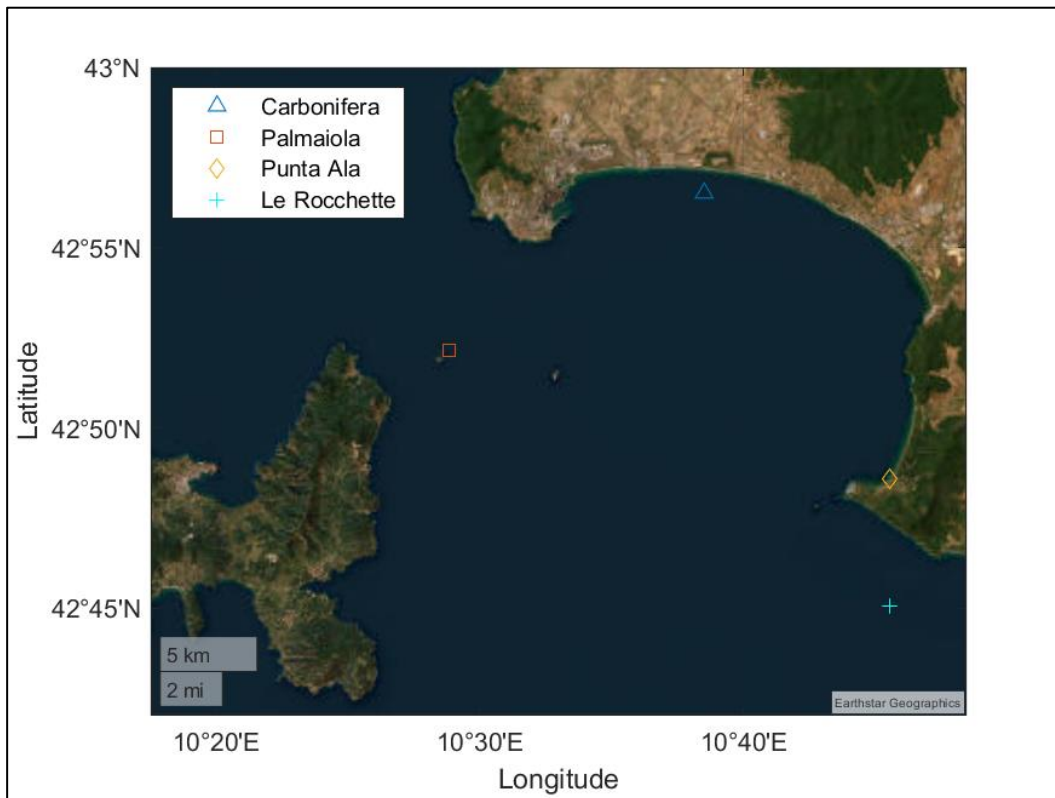 43°N
Carbonifera
Palmaiola
Punta Ala
Le Rocchette
42°55'N
42°50'N
42°45'N
Latitude
5 km
2 mi
Earthstar Geographics
10°20'E
10°30'E
10°40'E
Longitude